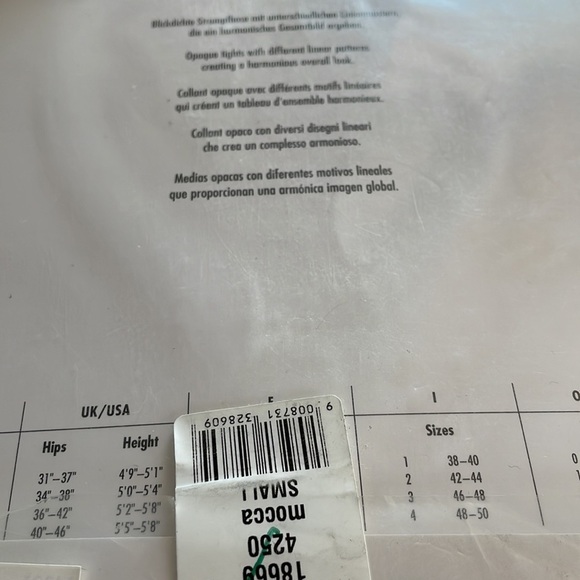 Blickdichte Strumpfhose mit unterschiedlichen Linienmustern,
die ein harmonisches Gesamtbild ergeben.
Opaque tights with different linear patterns
creating a harmonious overall look.
Collant opaque avec différents motifs linéaires
qui créent un tableau d'ensemble harmonieux.
Collant opaco con diversi disegni lineari
che crea un complesso armonioso.
Medias opacas con diferentes motivos lineales
que proporcionan una armónica imagen global.
UK/USA
F
I
Hips Height
Sizes
31"–37" 4'9"–5'1"
34"–38" 5'0"–5'4"
36"–42" 5'2"–5'8"
40"–46" 5'5"–5'8"
1 38–40
2 42–44
3 46–48
4 48–50
18669
4250
mocca
SMALL
9 008731 328609